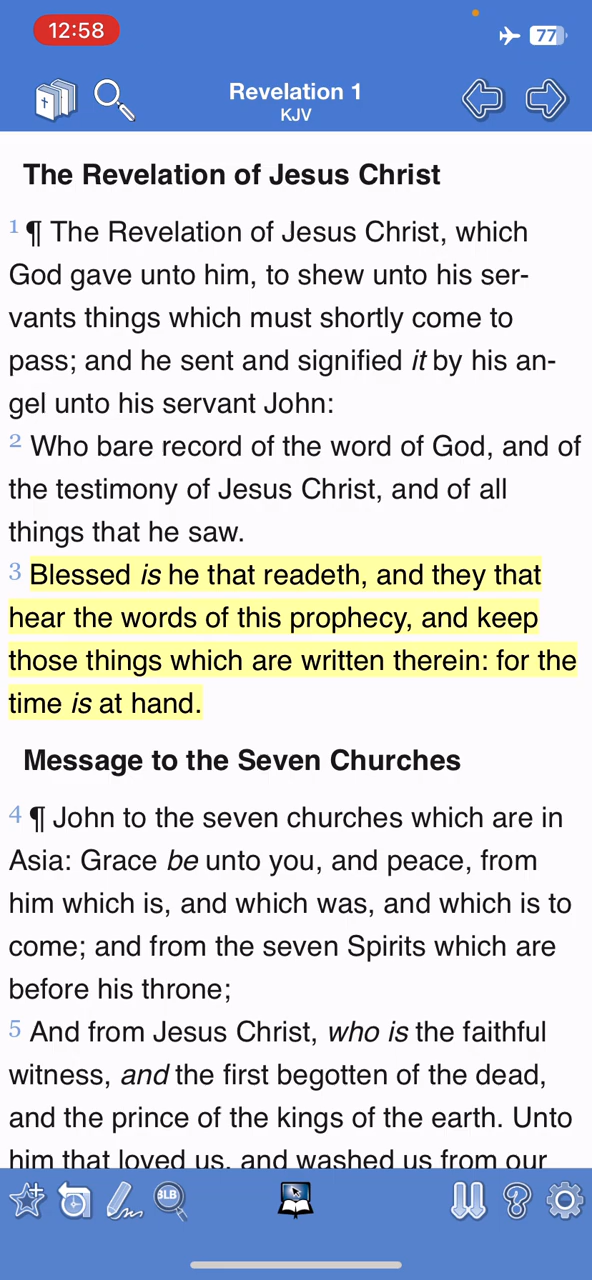 12:58
77
Revelation 1
KJV
The Revelation of Jesus Christ
1 ¶ The Revelation of Jesus Christ, which
God gave unto him, to shew unto his ser-
vants things which must shortly come to
pass; and he sent and signified it by his an-
gel unto his servant John:
2 Who bare record of the word of God, and of
the testimony of Jesus Christ, and of all
things that he saw.
3 Blessed is he that readeth, and they that
hear the words of this prophecy, and keep
those things which are written therein: for the
time is at hand.
Message to the Seven Churches
4 ¶ John to the seven churches which are in
Asia: Grace be unto you, and peace, from
him which is, and which was, and which is to
come; and from the seven Spirits which are
before his throne;
5 And from Jesus Christ, who is the faithful
witness, and the first begotten of the dead,
and the prince of the kings of the earth. Unto
him that loved us, and washed us from our
BLB